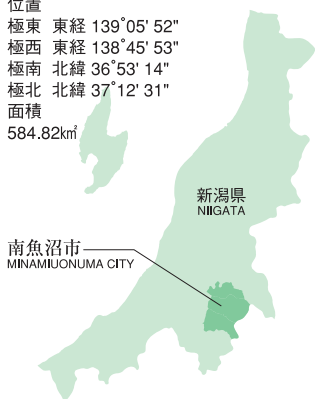 位置
極東 東経 139°05' 52"
極西 東経 138°45' 53"
極南 北緯 36°53' 14"
極北 北緯 37°12' 31"
面積
584.82k㎡
新潟県
NIIGATA
南魚沼市
MINAMIUONUMA CITY